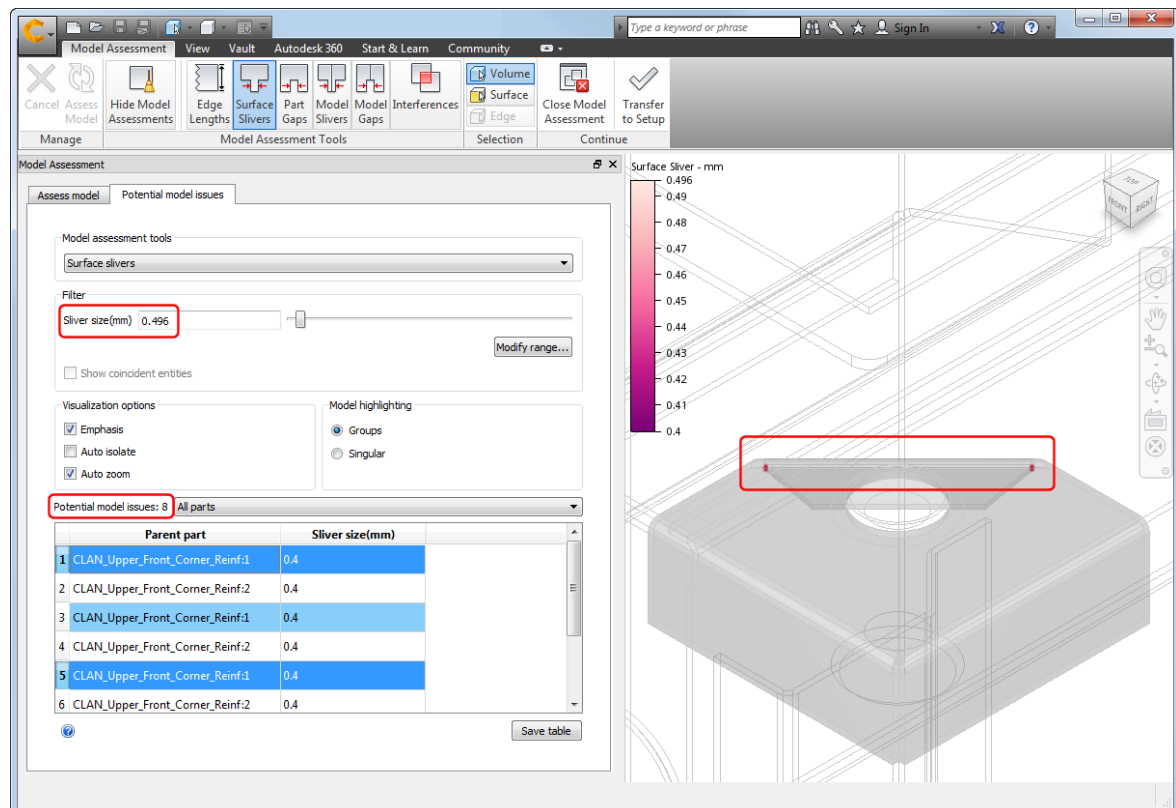 Type a keyword or phrase
Sign In
Model Assessment View Vault Autodesk 360 Start & Learn Community
Cancel Assess Model
Hide Model Assessments
Edge Lengths
Surface Slivers
Part Gaps
Model Slivers
Model Gaps
Interferences
Volume
Surface
Edge
Close Model Assessment
Transfer to Setup
Manage Model Assessment Tools Selection Continue
Model Assessment
Assess model Potential model issues
Model assessment tools
Surface slivers
Filter
Sliver size(mm) 0.496
Modify range...
Show coincident entities
Visualization options
Emphasis
Auto isolate
Auto zoom
Model highlighting
Groups
Singular
Potential model issues: 8 All parts
Parent part Sliver size(mm)
1 CLAN_Upper_Front_Corner_Reinf:1 0.4
2 CLAN_Upper_Front_Corner_Reinf:2 0.4
3 CLAN_Upper_Front_Corner_Reinf:1 0.4
4 CLAN_Upper_Front_Corner_Reinf:2 0.4
5 CLAN_Upper_Front_Corner_Reinf:1 0.4
6 CLAN_Upper_Front_Corner_Reinf:2 0.4
Save table
Surface Sliver - mm
0.496
0.49
0.48
0.47
0.46
0.45
0.44
0.43
0.42
0.41
0.4
TOP
FRONT
RIGHT